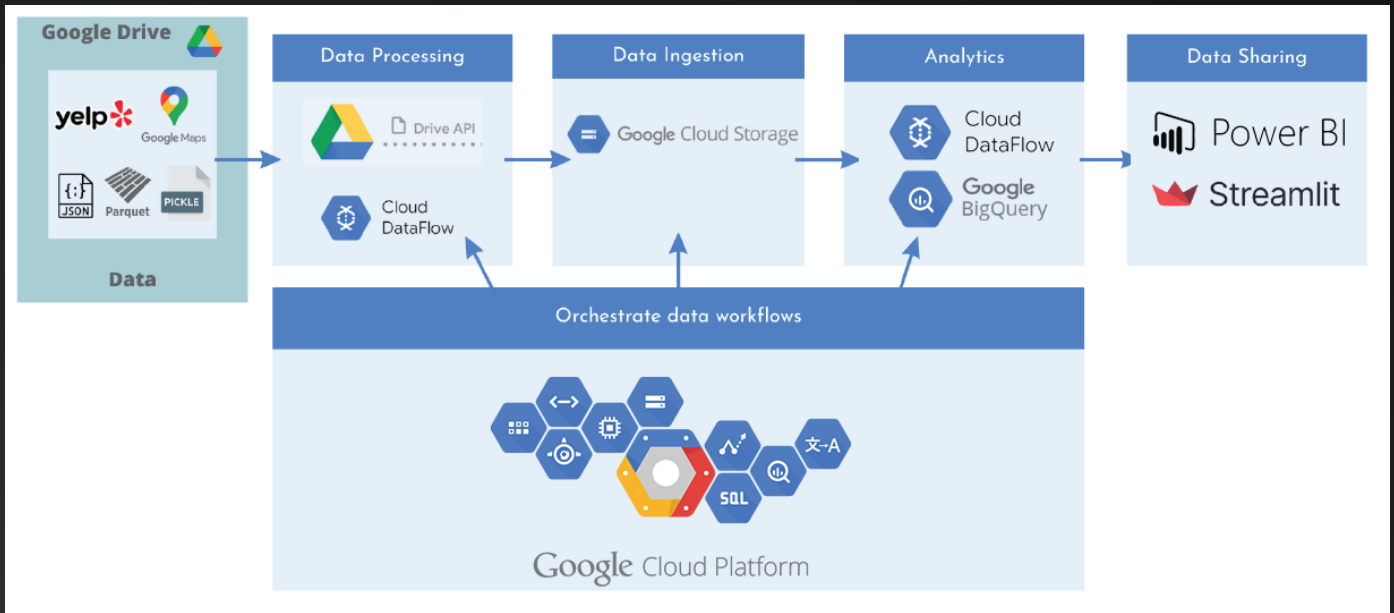 Google Drive
yelp
Google Maps
{:}
JSON
Parquet
PICKLE
Data
Data Processing
Drive API
Cloud
DataFlow
Data Ingestion
Google Cloud Storage
Analytics
Cloud
DataFlow
Google
BigQuery
Data Sharing
Power BI
Streamlit
Orchestrate data workflows
文→A
SQL
Google Cloud Platform